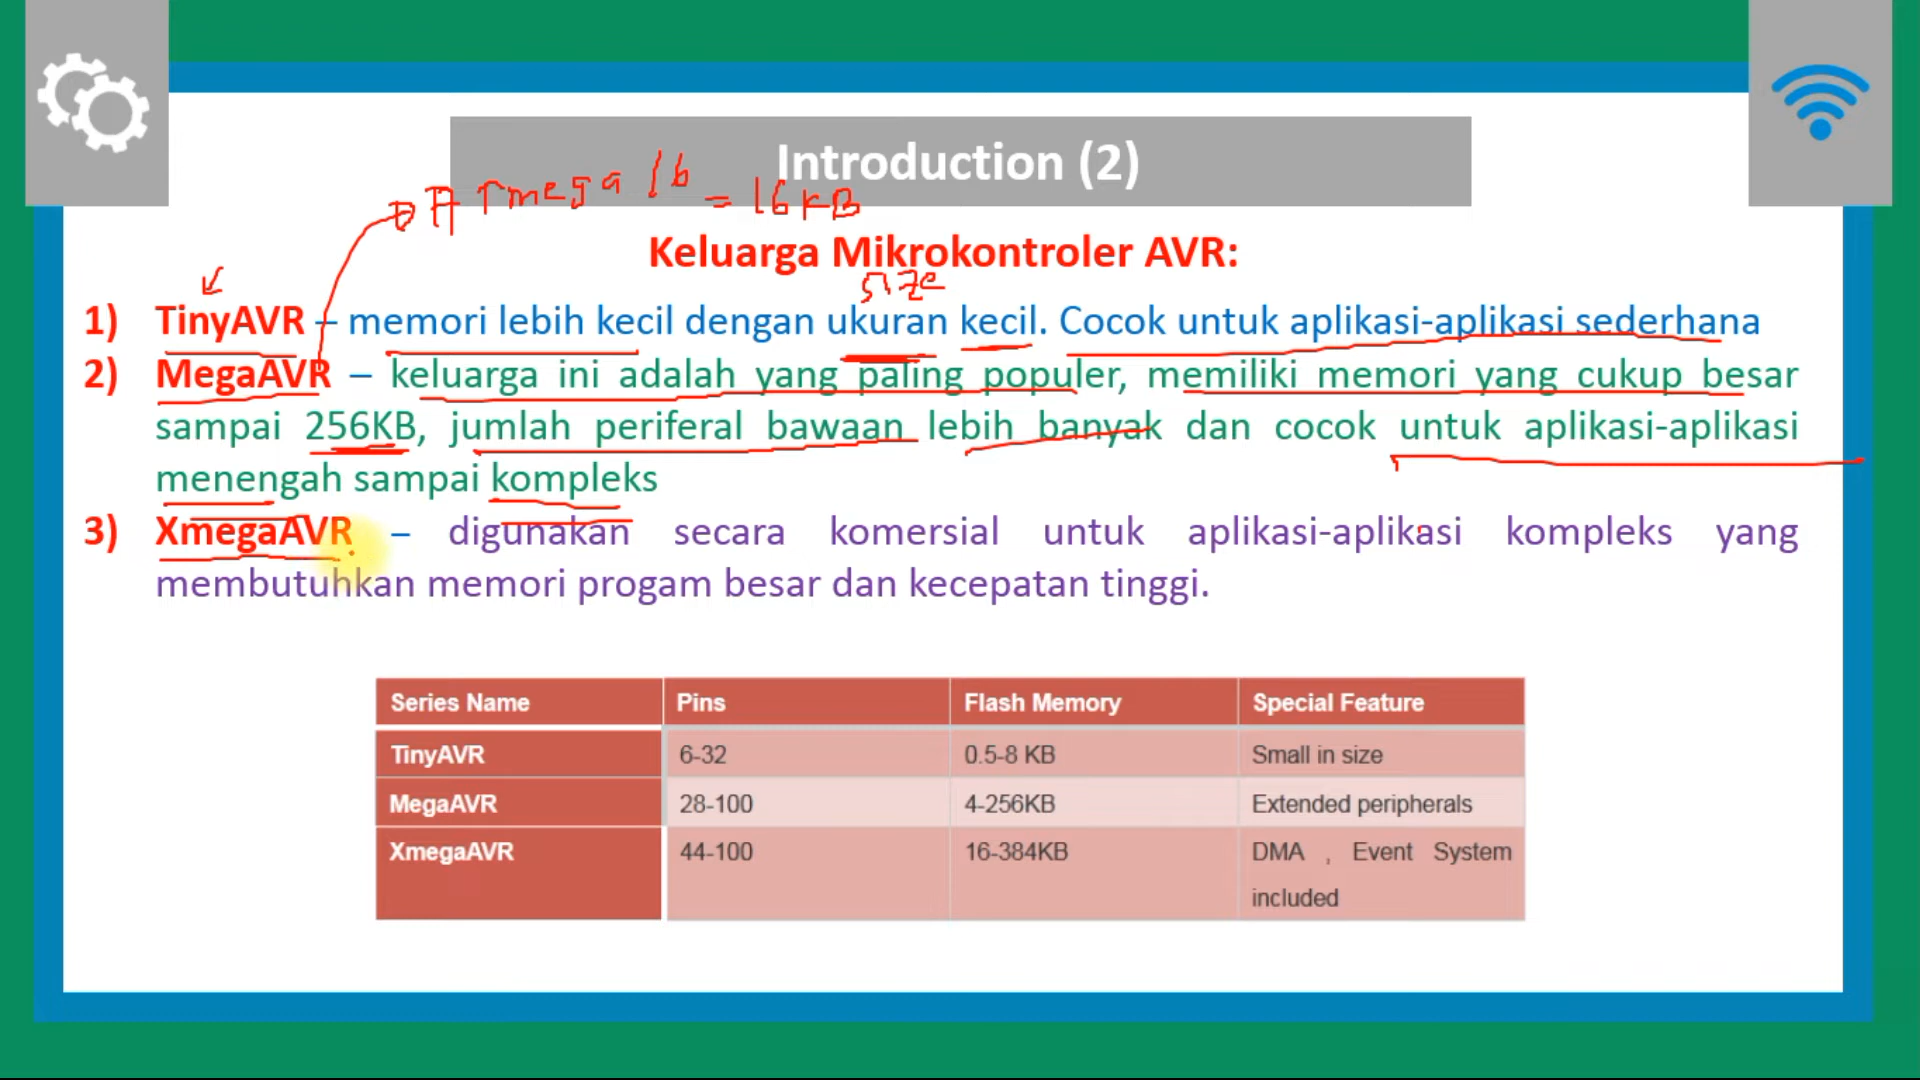 Introduction (2)
ATmega 16 = 16 KB
Keluarga Mikrokontroler AVR:
size
1) TinyAVR – memori lebih kecil dengan ukuran kecil. Cocok untuk aplikasi-aplikasi sederhana
2) MegaAVR – keluarga ini adalah yang paling populer, memiliki memori yang cukup besar
sampai 256KB, jumlah periferal bawaan lebih banyak dan cocok untuk aplikasi-aplikasi
menengah sampai kompleks
3) XmegaAVR – digunakan secara komersial untuk aplikasi-aplikasi kompleks yang
membutuhkan memori progam besar dan kecepatan tinggi.
Series Name Pins Flash Memory Special Feature
TinyAVR 6-32 0.5-8 KB Small in size
MegaAVR 28-100 4-256KB Extended peripherals
XmegaAVR 44-100 16-384KB DMA , Event System
included